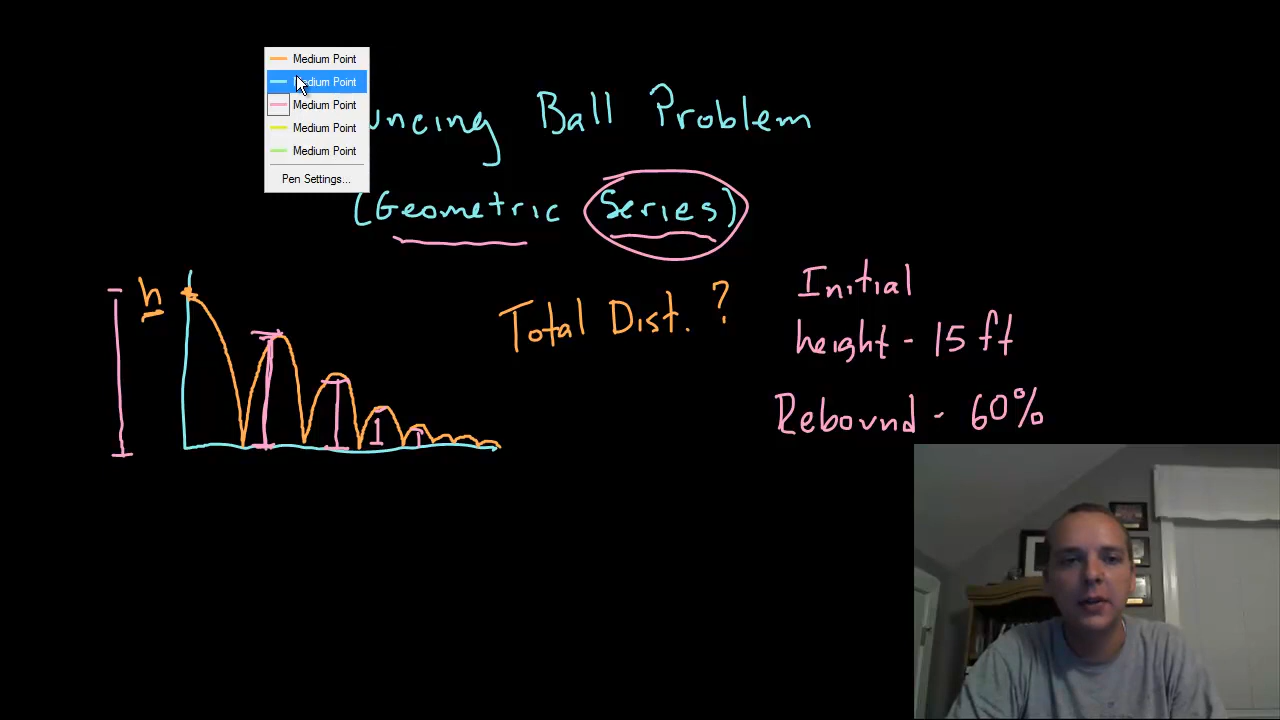 Medium Point
Medium Point
Medium Point
Medium Point
Medium Point
Pen Settings...
uncing Ball Problem
(Geometric Series)
h
Total Dist. ?
Initial
height - 15 ft
Rebound - 60%